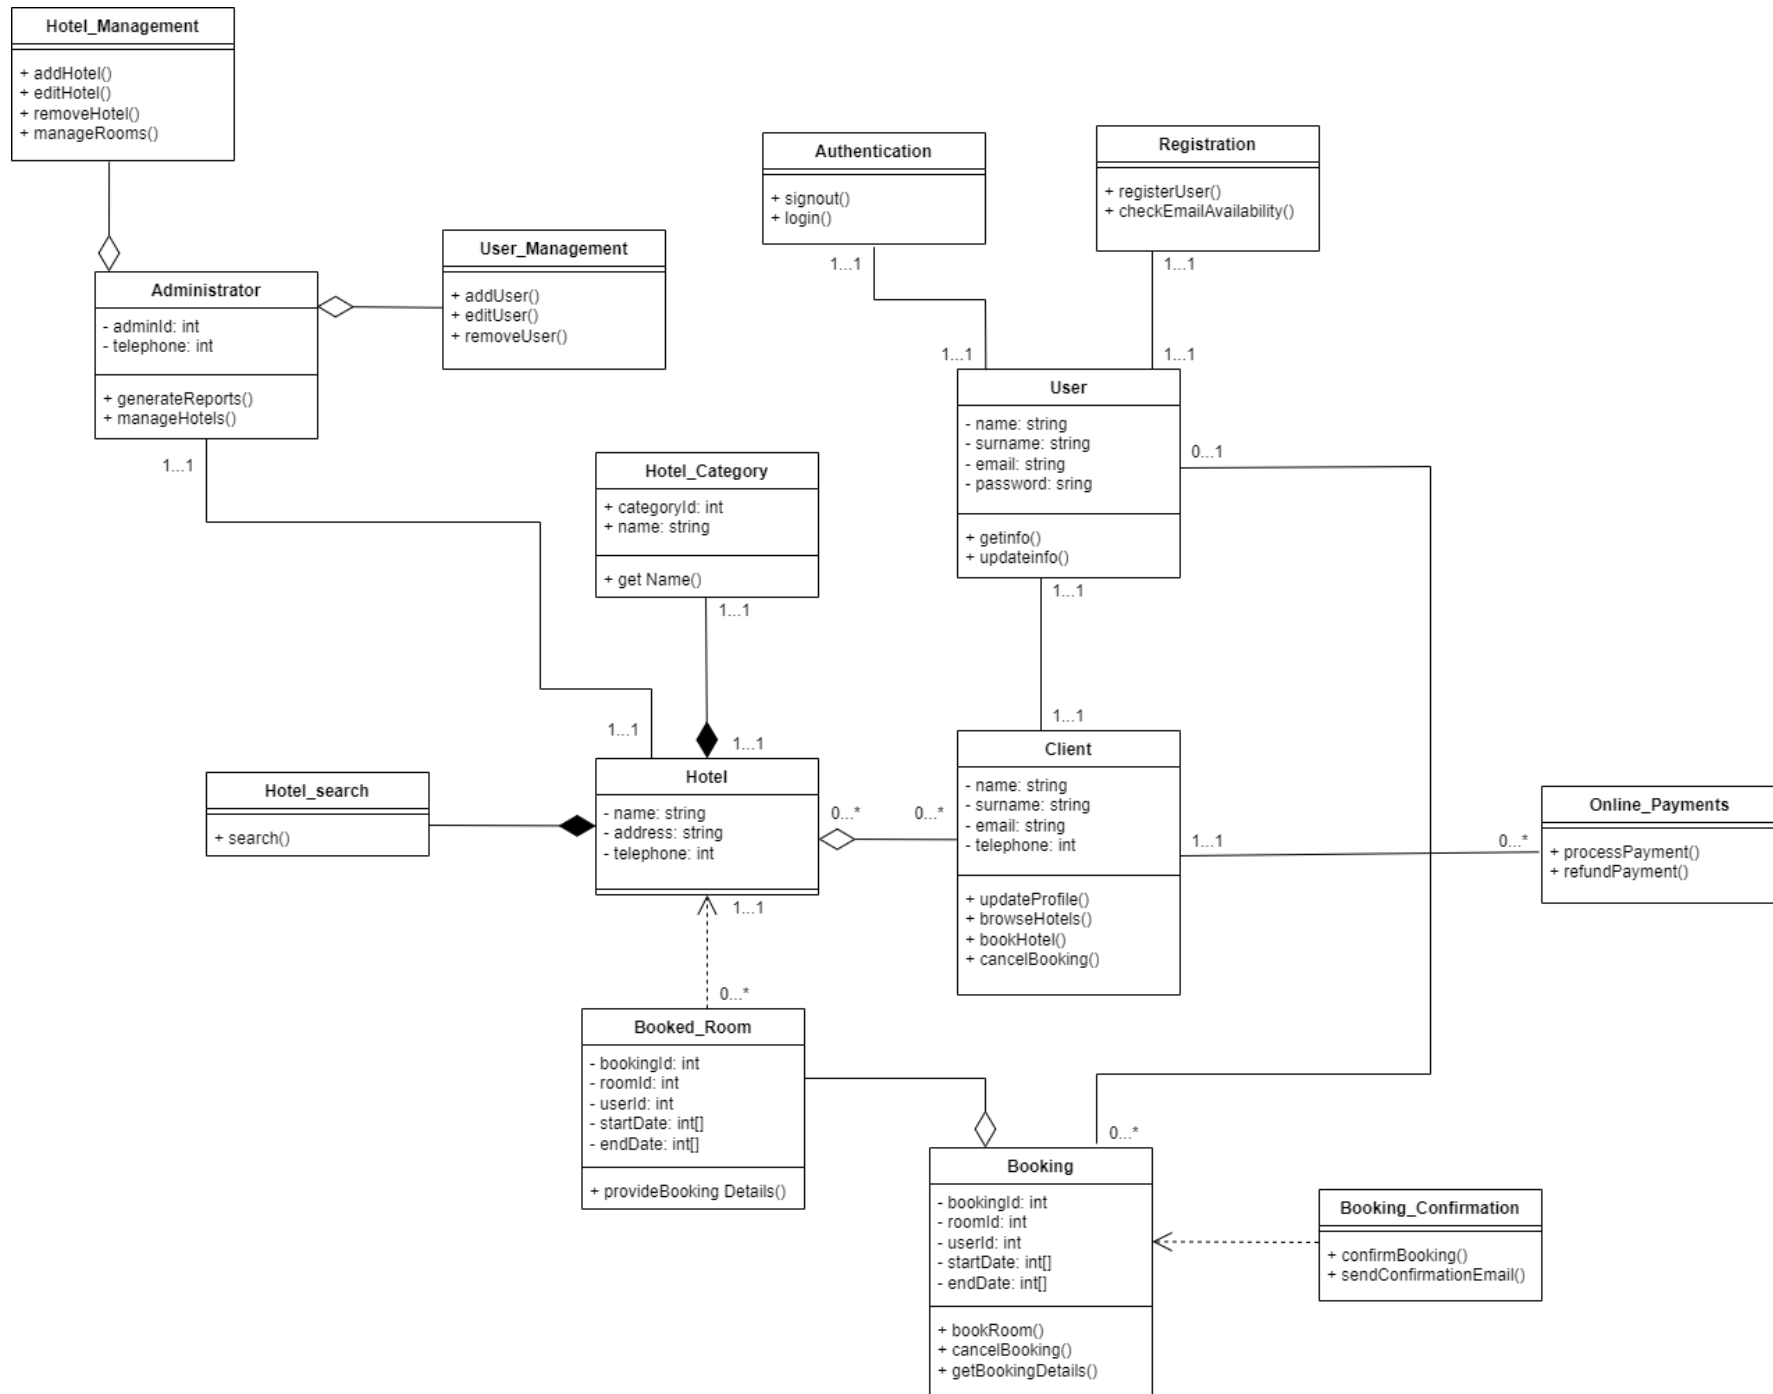 Hotel_Management
+ addHotel()
+ editHotel()
+ removeHotel()
+ manageRooms()
Authentication
+ signout()
+ login()
1...1
1...1
Registration
+ registerUser()
+ checkEmailAvailability()
1...1
1...1
User_Management
+ addUser()
+ editUser()
+ removeUser()
Administrator
- adminId: int
- telephone: int
+ generateReports()
+ manageHotels()
1...1
User
- name: string
- surname: string
- email: string
- password: sring
+ getinfo()
+ updateinfo()
0...1
1...1
Hotel_Category
+ categoryId: int
+ name: string
+ get Name()
1...1
1...1
1...1
1...1
Hotel_search
+ search()
Hotel
- name: string
- address: string
- telephone: int
0...*
0...*
1...1
Client
- name: string
- surname: string
- email: string
- telephone: int
+ updateProfile()
+ browseHotels()
+ bookHotel()
+ cancelBooking()
1...1
0...*
Online_Payments
+ processPayment()
+ refundPayment()
0...*
Booked_Room
- bookingId: int
- roomId: int
- userId: int
- startDate: int[]
- endDate: int[]
+ provideBooking Details()
0...*
Booking
- bookingId: int
- roomId: int
- userId: int
- startDate: int[]
- endDate: int[]
+ bookRoom()
+ cancelBooking()
+ getBookingDetails()
Booking_Confirmation
+ confirmBooking()
+ sendConfirmationEmail()